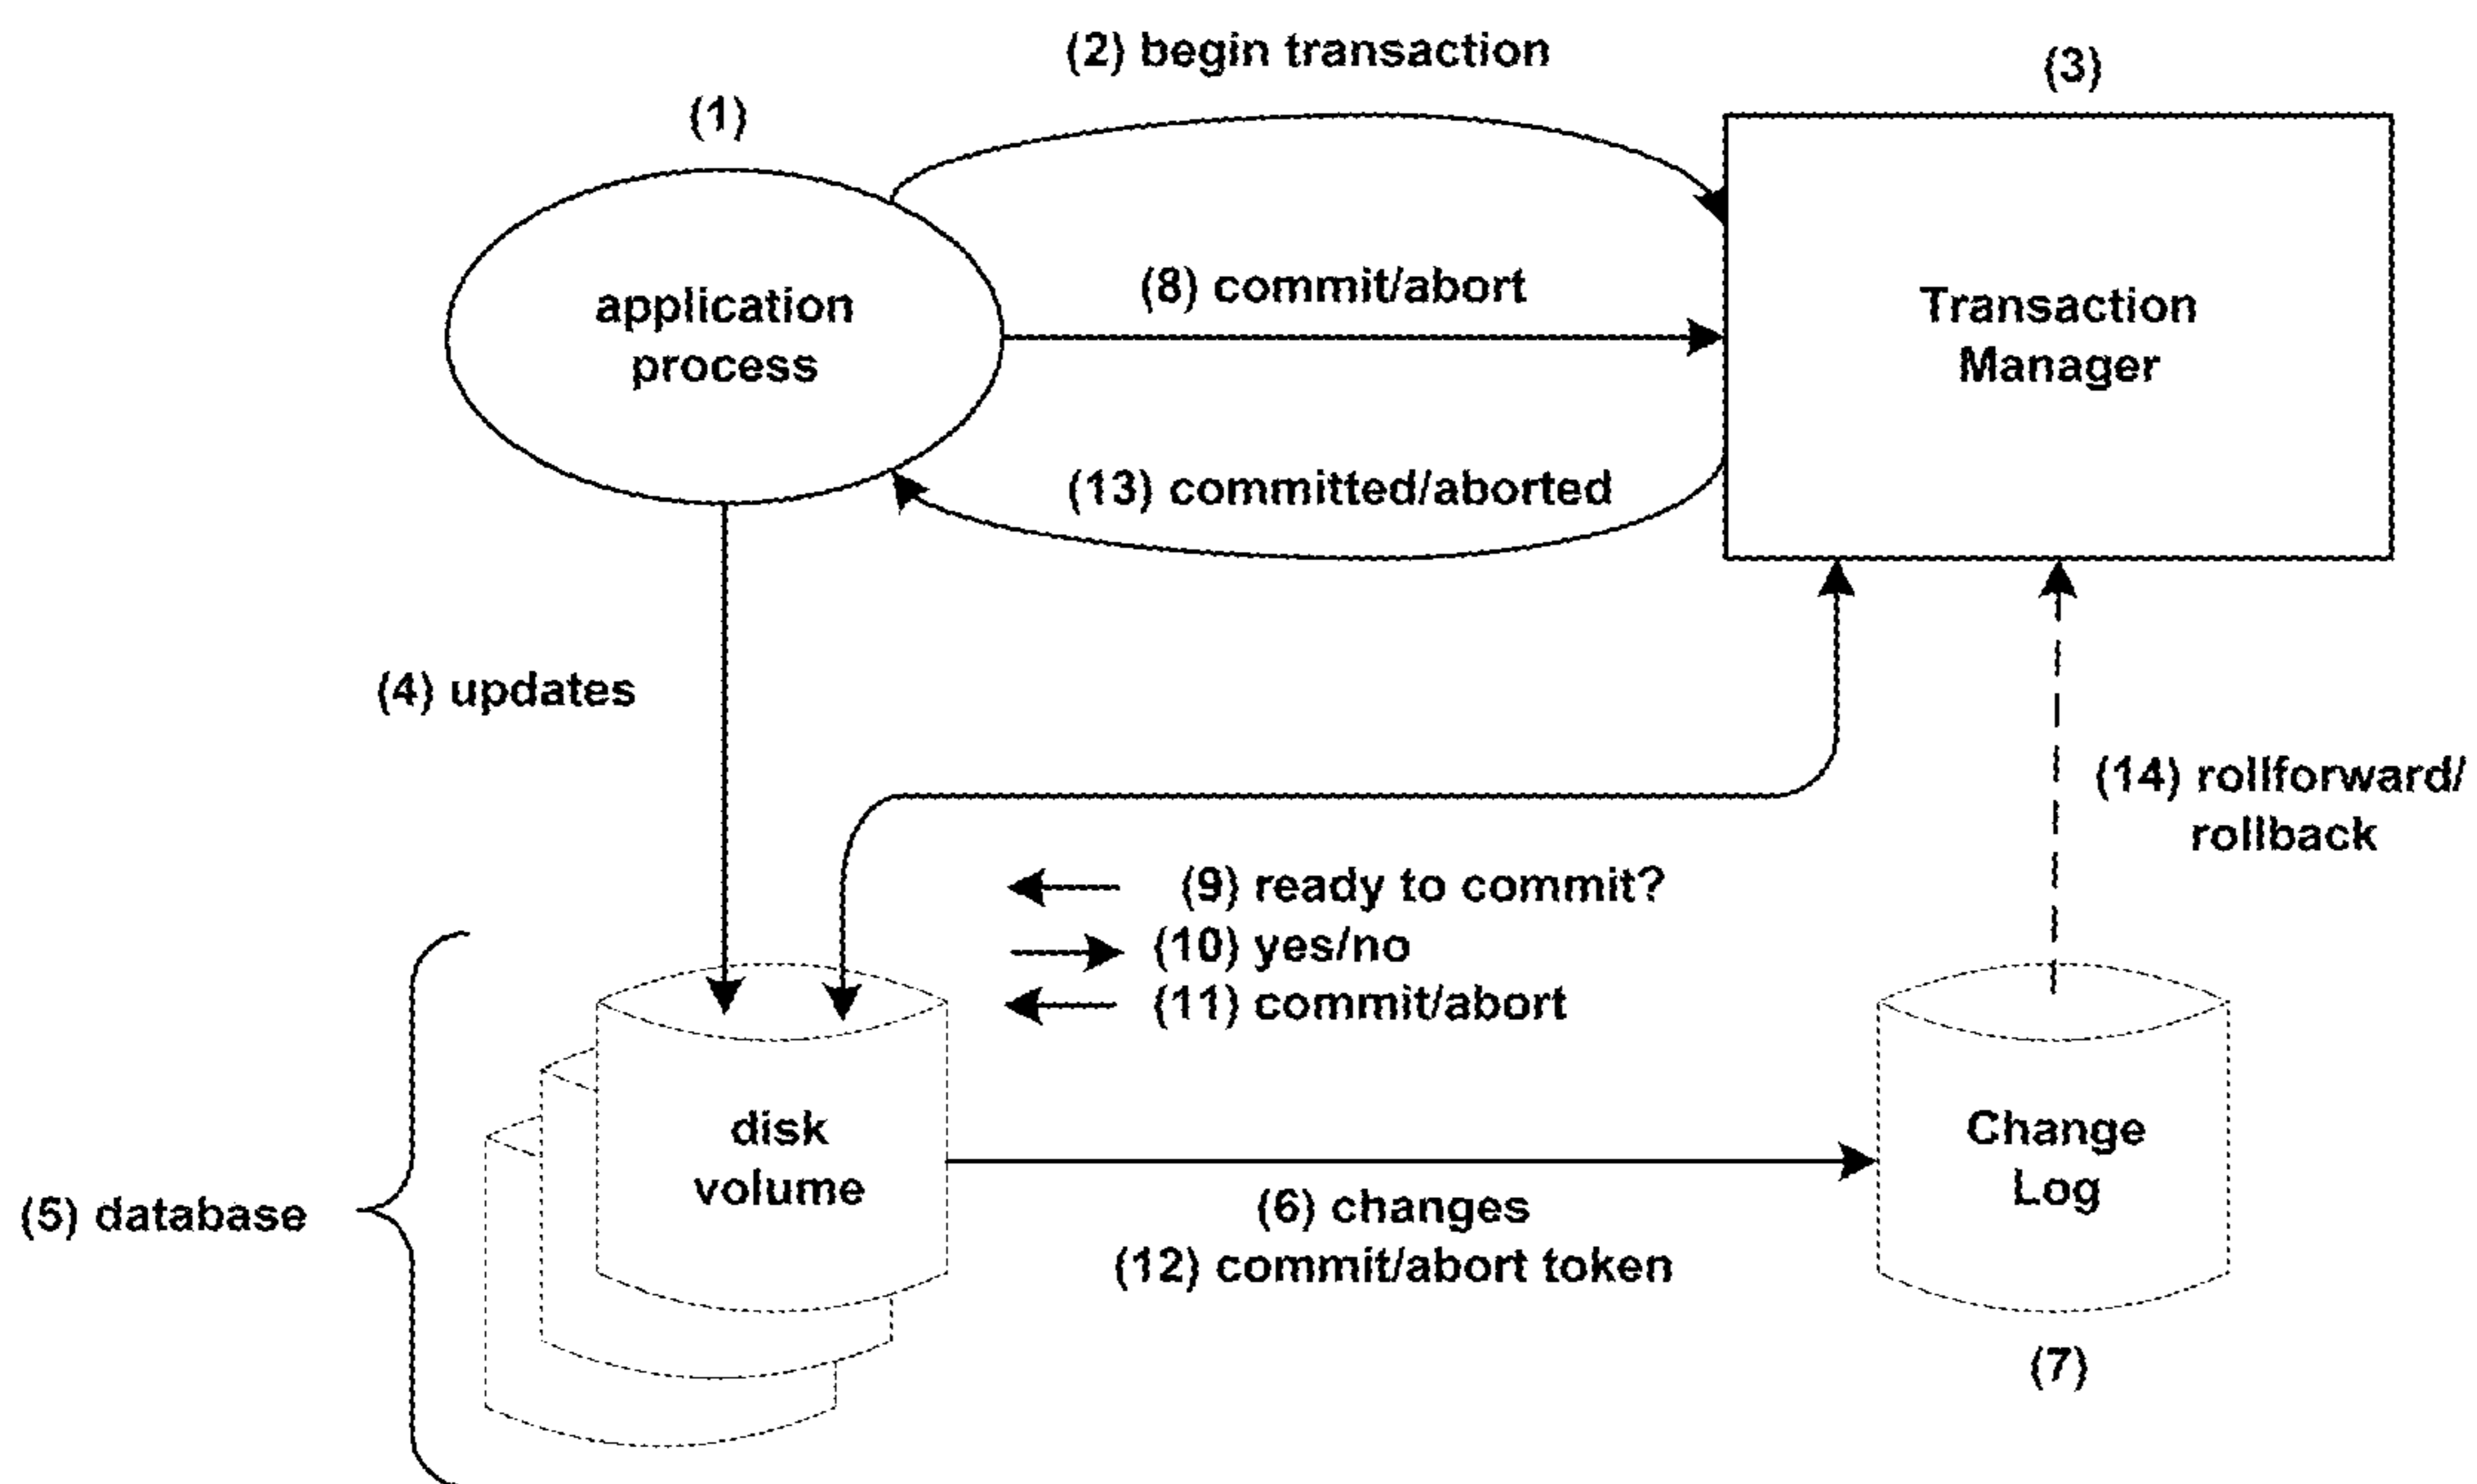 (2) begin transaction
(3)
(1)
(8) commit/abort
application
process
Transaction
Manager
(13) committed/aborted
(4) updates
(14) rollforward/
rollback
(9) ready to commit?
(10) yes/no
(11) commit/abort
disk
volume
Change
Log
(5) database
(6) changes
(12) commit/abort token
(7)